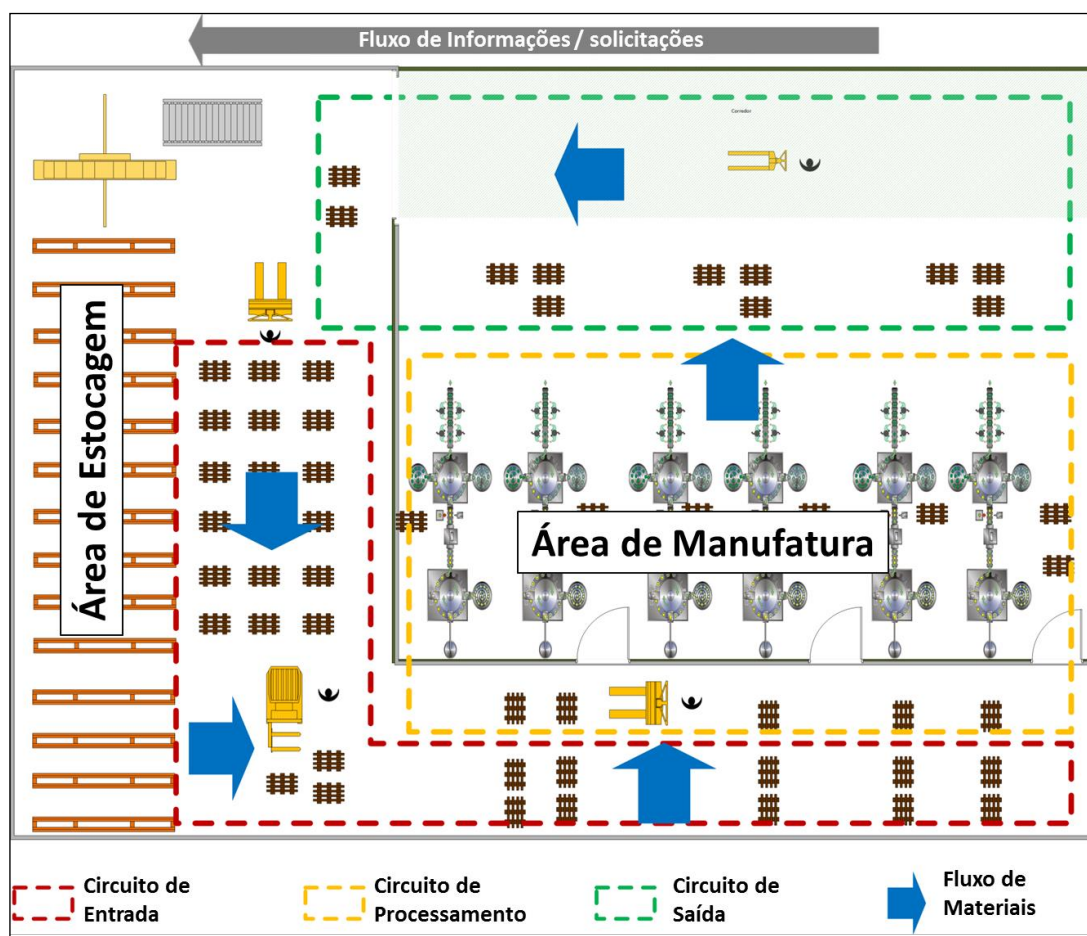 Fluxo de Informações / solicitações
Corredor
Área de Estocagem
Área de Manufatura
Circuito de
Entrada
Circuito de
Processamento
Circuito de
Saída
Fluxo de
Materiais